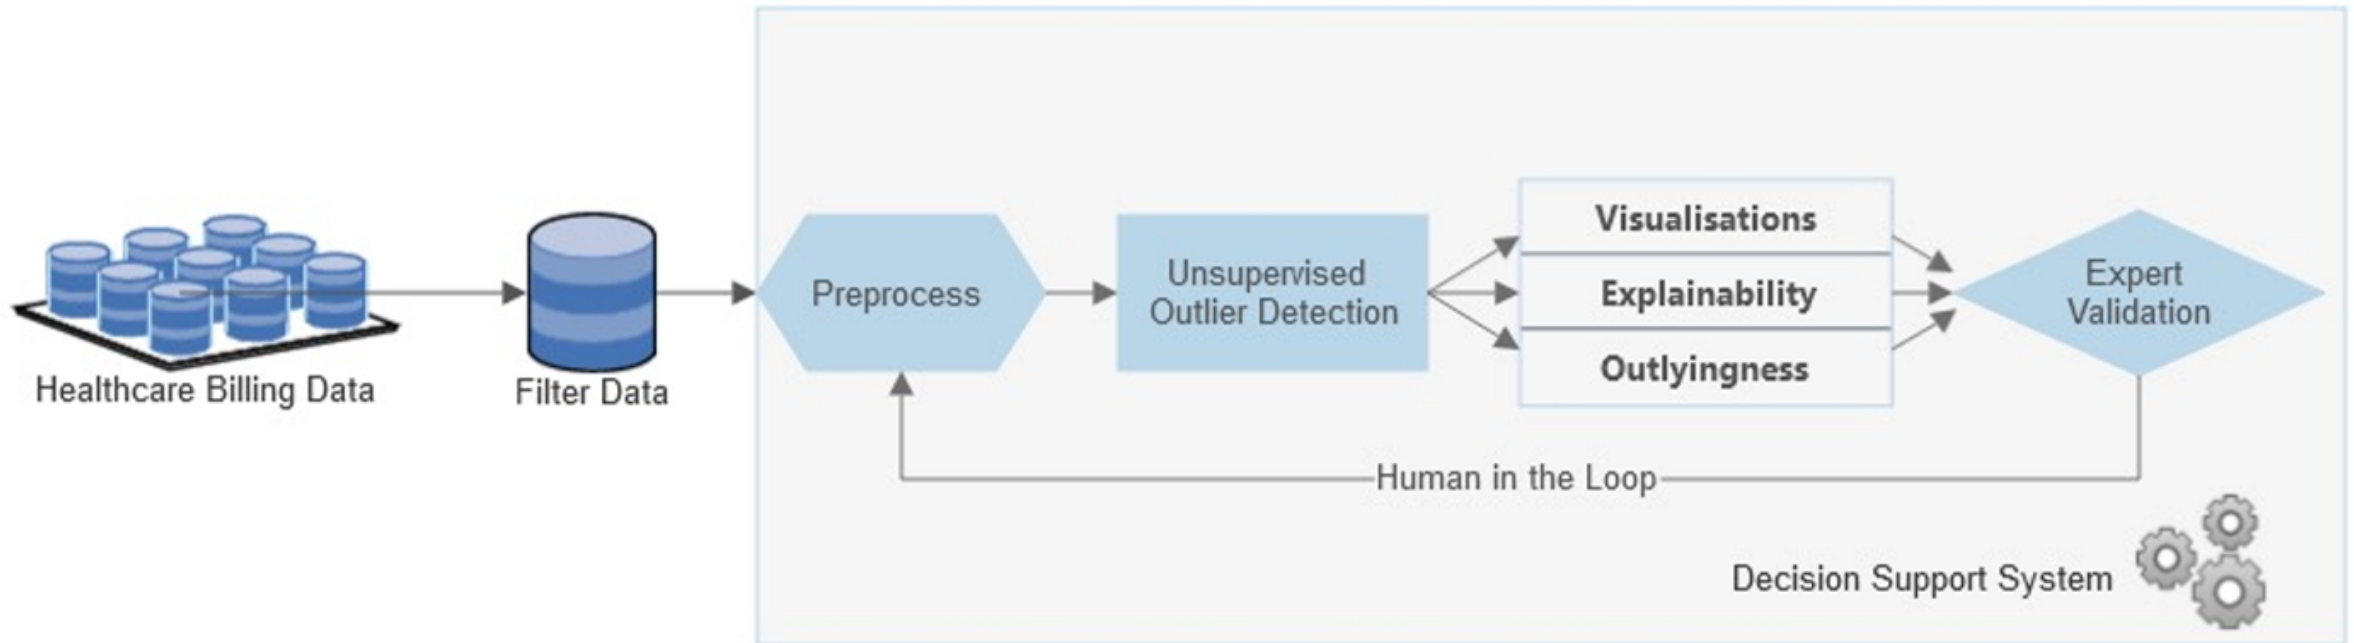 Healthcare Billing Data
Filter Data
Preprocess
Unsupervised
Outlier Detection
Visualisations
Explainability
Outlyingness
Expert
Validation
Human in the Loop
Decision Support System